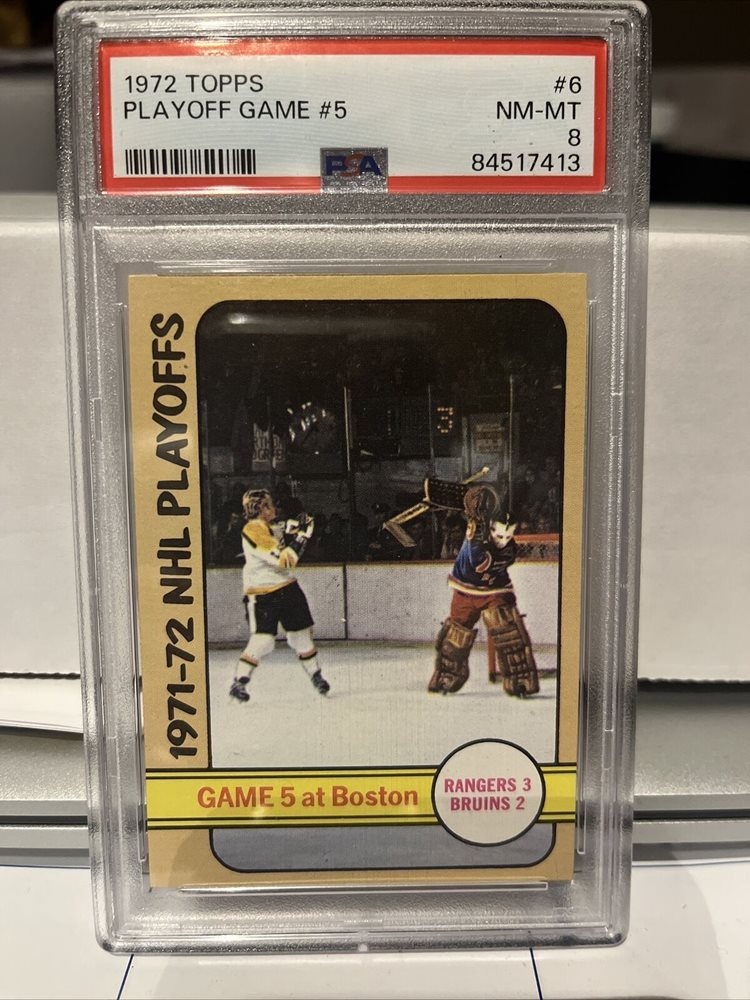 1972 TOPPS #6
PLAYOFF GAME #5 NM-MT
8
PSA 84517413
1971-72 NHL PLAYOFFS
GAME 5 at Boston
RANGERS 3
BRUINS 2